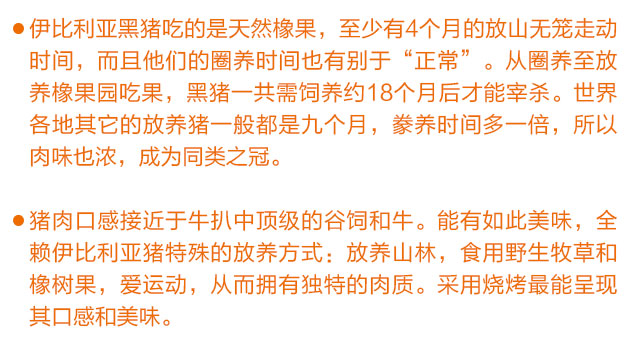 ●伊比利亚黑猪吃的是天然橡果，至少有4个月的放山无笼走动
时间，而且他们的圈养时间也有别于“正常”。从圈养至放
养橡果园吃果，黑猪一共需饲养约18个月后才能宰杀。世界
各地其它的放养猪一般都是九个月，豢养时间多一倍，所以
肉味也浓，成为同类之冠。
●猪肉口感接近于牛扒中顶级的谷饲和牛。能有如此美味，全
赖伊比利亚猪特殊的放养方式：放养山林，食用野生牧草和
橡树果，爱运动，从而拥有独特的肉质。采用烧烤最能呈现
其口感和美味。